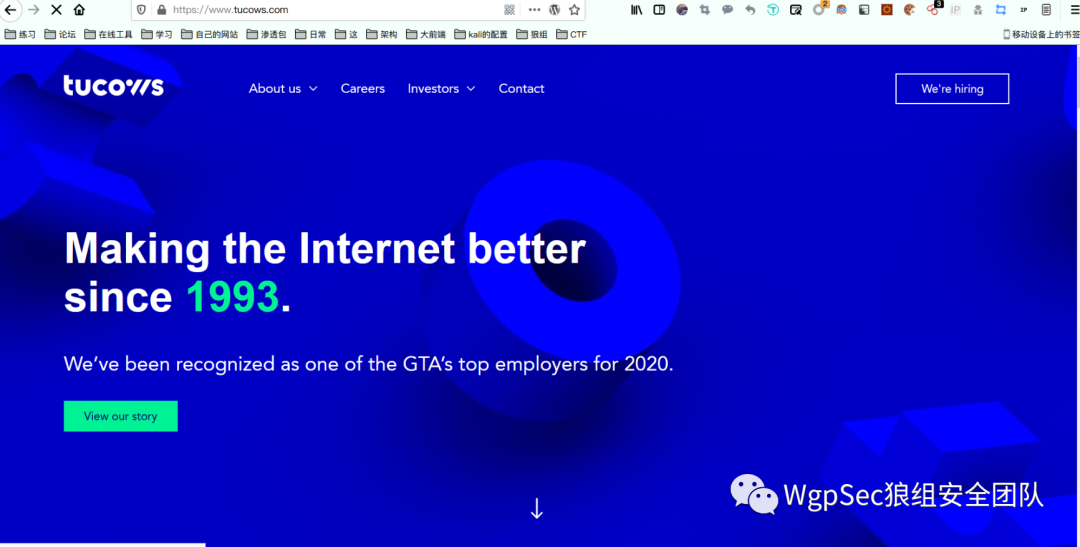 https://www.tucows.com
2
3
IP
IP
练习 论坛 在线工具 学习 自己的网站 渗透包 日常 这 架构 大前端 kali的配置 狼组 CTF 移动设备上的书签
tucows About us Careers Investors Contact We're hiring
Making the Internet better
since 1993.
We've been recognized as one of the GTA's top employers for 2020.
View our story
WgpSec狼组安全团队